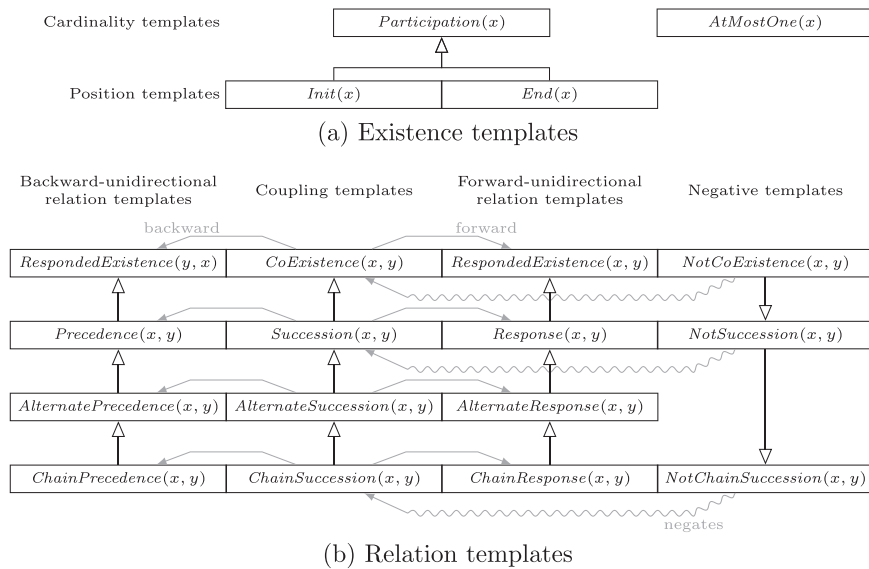 Cardinality templates Participation(x) AtMostOne(x)
Position templates Init(x) End(x)
(a) Existence templates
Backward-unidirectional relation templates
Coupling templates
Forward-unidirectional relation templates
Negative templates
backward forward
RespondedExistence(y, x) CoExistence(x, y) RespondedExistence(x, y) NotCoExistence(x, y)
Precedence(x, y) Succession(x, y) Response(x, y) NotSuccession(x, y)
AlternatePrecedence(x, y) AlternateSuccession(x, y) AlternateResponse(x, y)
ChainPrecedence(x, y) ChainSuccession(x, y) ChainResponse(x, y) NotChainSuccession(x, y)
negates
(b) Relation templates